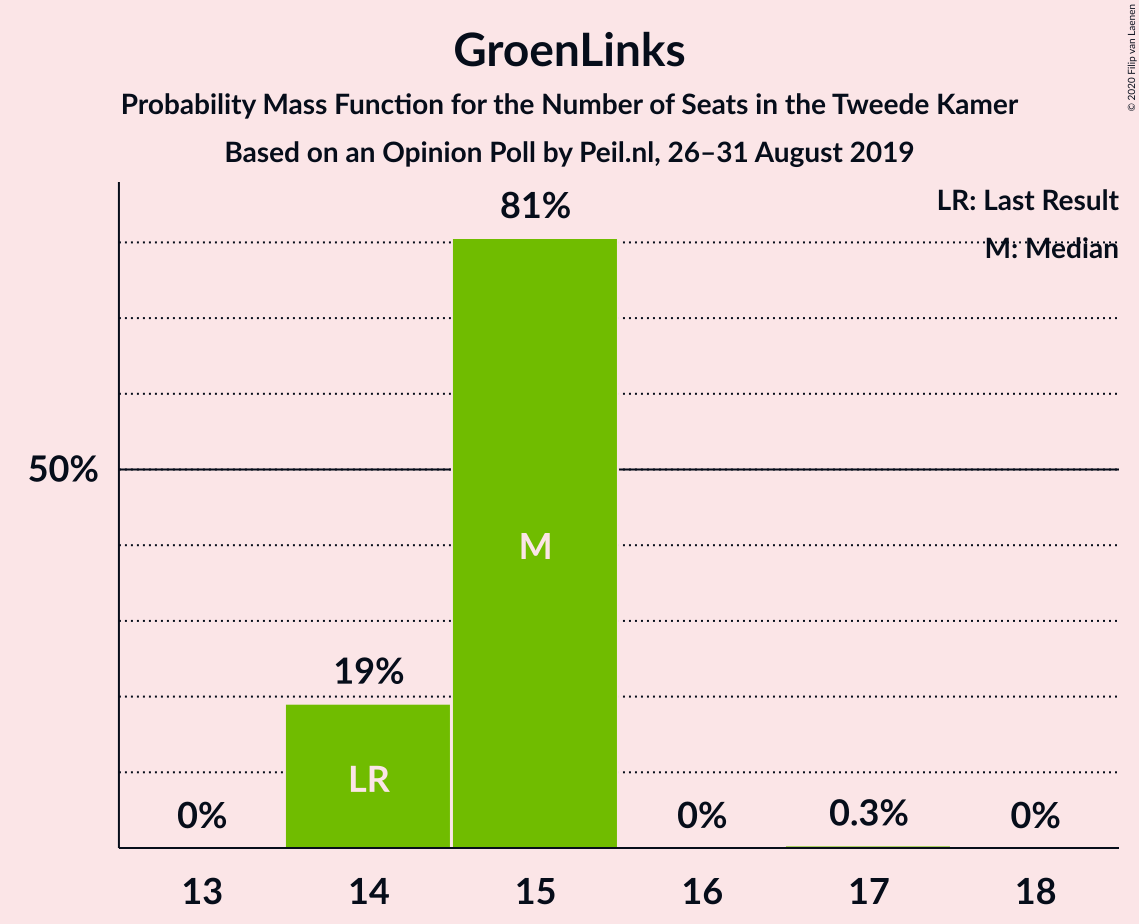 GroenLinks
Probability Mass Function for the Number of Seats in the Tweede Kamer
Based on an Opinion Poll by Peil.nl, 26–31 August 2019
© 2020 Filip van Laenen
LR: Last Result
M: Median
81%
50%
M
19%
LR
0%
0%
0.3%
0%
13 14 15 16 17 18